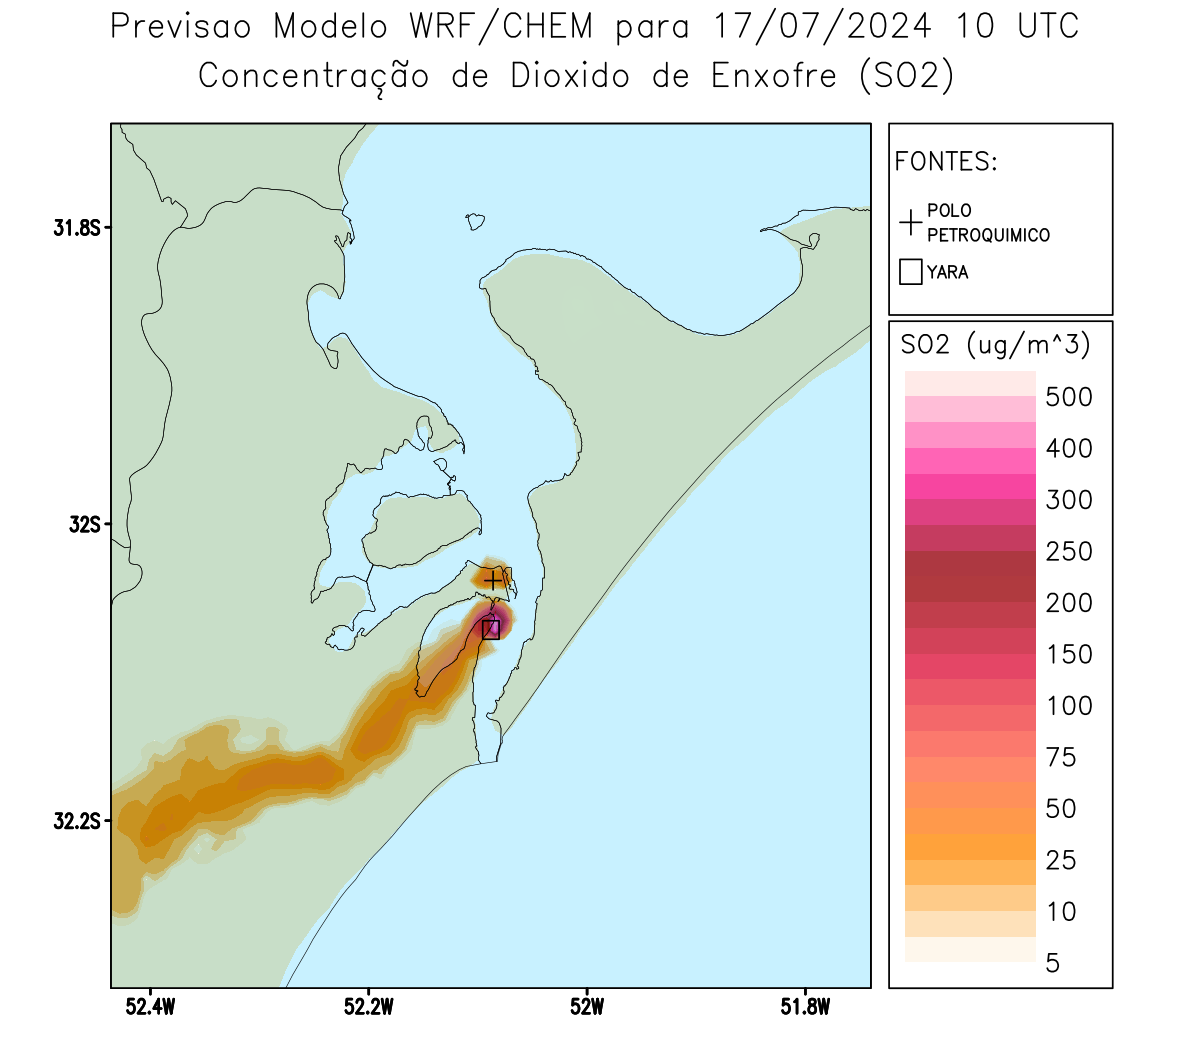 Previsao Modelo WRF/CHEM para 17/07/2024 10 UTC
Concentração de Dioxido de Enxofre (SO2)
FONTES:
POLO
PETROQUIMICO
YARA
31.8S
32S
32.2S
52.4W
52.2W
52W
51.8W
SO2 (ug/m^3)
500
400
300
250
200
150
100
75
50
25
10
5